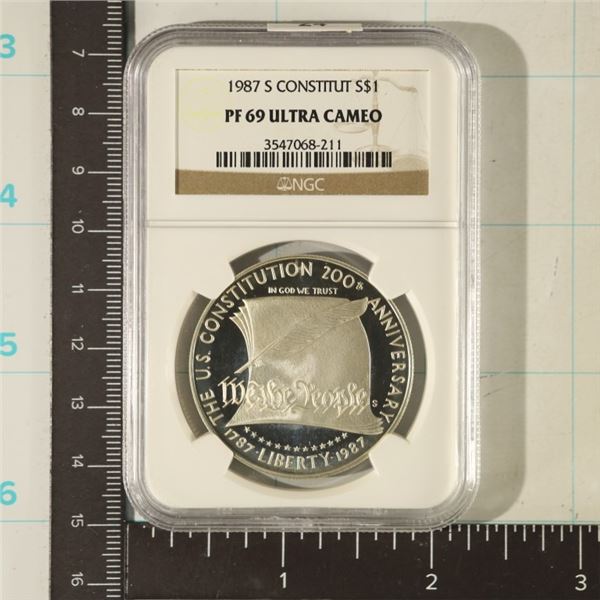 1987 S CONSTITUT S$1
PF 69 ULTRA CAMEO
3547068-211
NGC
THE U.S. CONSTITUTION 200th ANNIVERSARY
IN GOD WE TRUST
We the People
S
1787 · LIBERTY · 1987
3
4
5
6
7
8
9
10
11
12
13
14
15
16
1
2
3